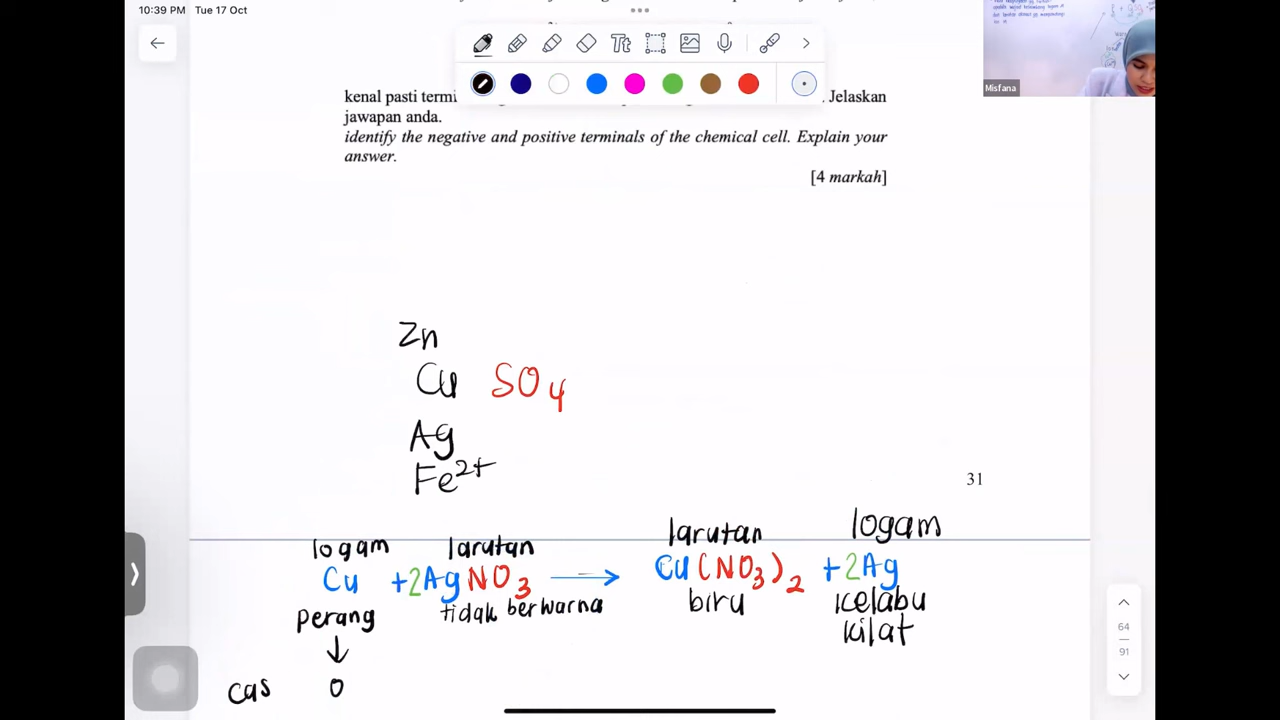 10:39 PM Tue 17 Oct
Misfana
kenal pasti termi
Jelaskan
jawapan anda.
identify the negative and positive terminals of the chemical cell. Explain your
answer.
[4 markah]
Zn
Cu SO4
Ag
Fe2+
31
logam larutan larutan logam
Cu + 2AgNO3 → Cu(NO3)2 + 2Ag
perang tidak berwarna biru kelabu
kilat
↓
cas 0
Tt
64
91